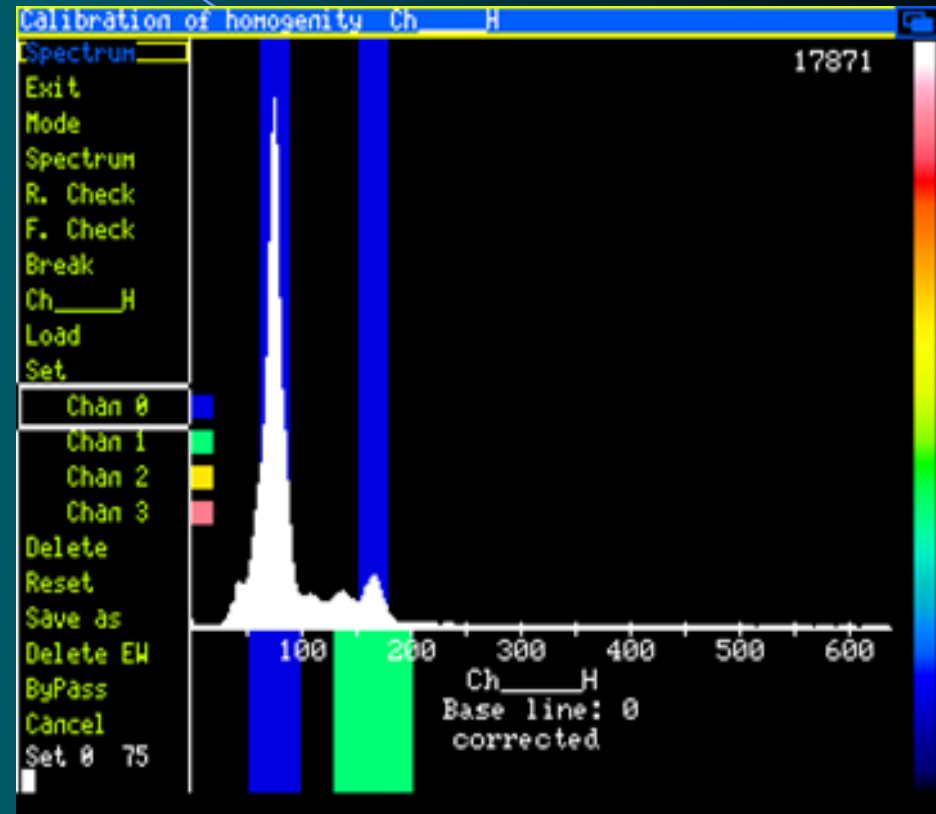 Calibration of homogenity Ch_____H
Spectrum
Exit
Mode
Spectrum
R. Check
F. Check
Break
Ch_____H
Load
Set
Chan 0
Chan 1
Chan 2
Chan 3
Delete
Reset
Save as
Delete EW
ByPass
Cancel
Set 0 75
17871
100 200 300 400 500 600
Ch_____H
Base line: 0
corrected